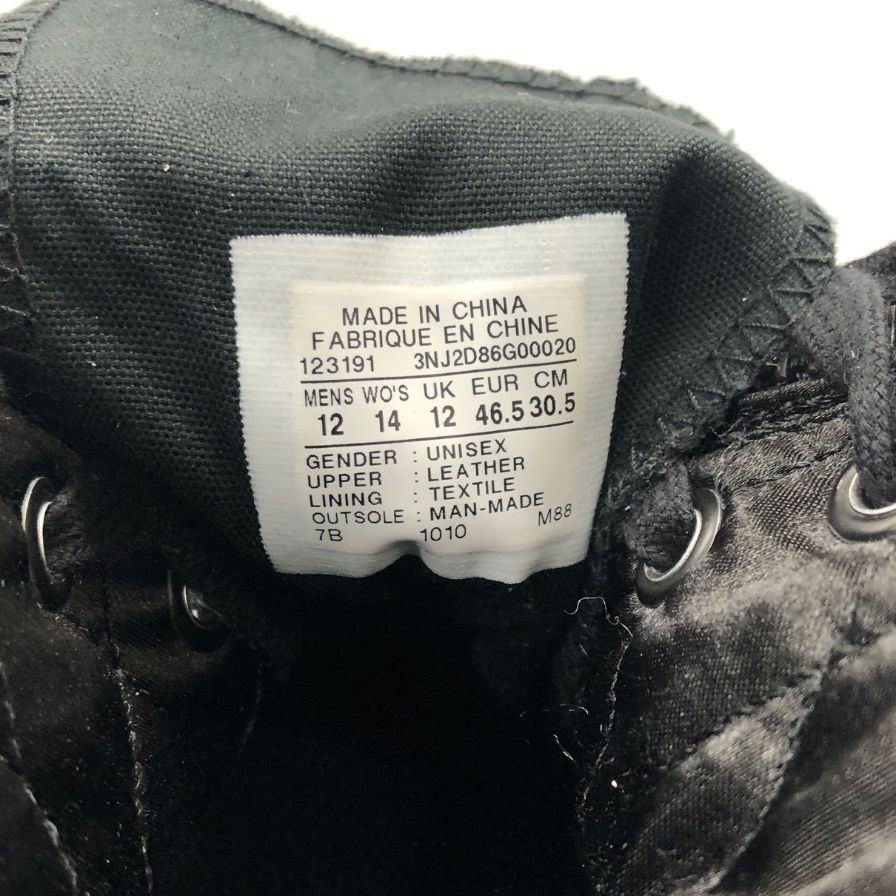 MADE IN CHINA
FABRIQUE EN CHINE
123191 3NJ2D86G00020
MENS WO'S UK EUR CM
12 14 12 46.5 30.5
GENDER : UNISEX
UPPER : LEATHER
LINING : TEXTILE
OUTSOLE : MAN-MADE
7B 1010 M88